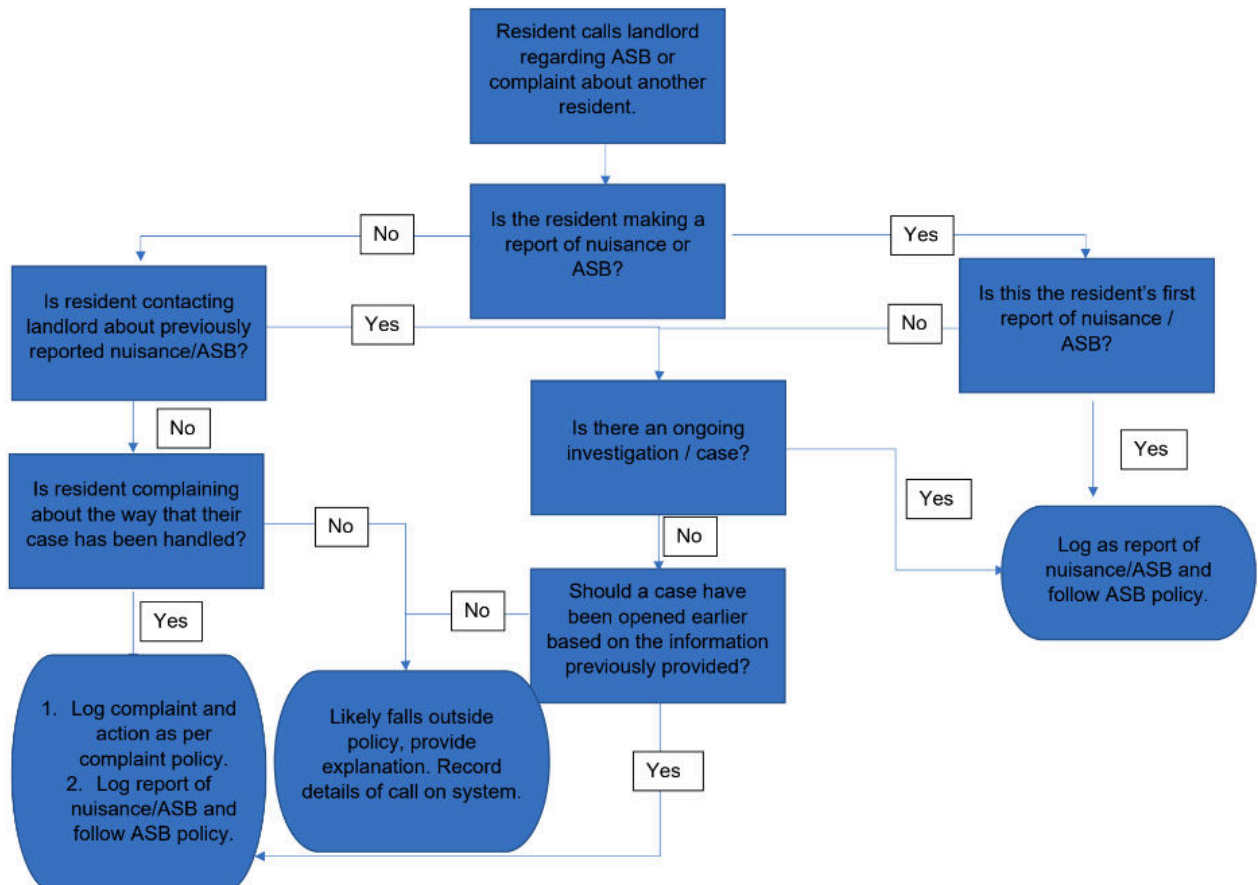 Resident calls landlord
regarding ASB or
complaint about another
resident.
Is the resident making a
report of nuisance or
ASB?
No
Yes
Is resident contacting
landlord about previously
reported nuisance/ASB?
Yes
No
Is this the resident's first
report of nuisance /
ASB?
No
Is there an ongoing
investigation / case?
Yes
Yes
Is resident complaining
about the way that their
case has been handled?
No
No
Log as report of
nuisance/ASB and
follow ASB policy.
Should a case have
been opened earlier
based on the information
previously provided?
No
Yes
1. Log complaint and
action as per
complaint policy.
2. Log report of
nuisance/ASB and
follow ASB policy.
Likely falls outside
policy, provide
explanation. Record
details of call on system.
Yes